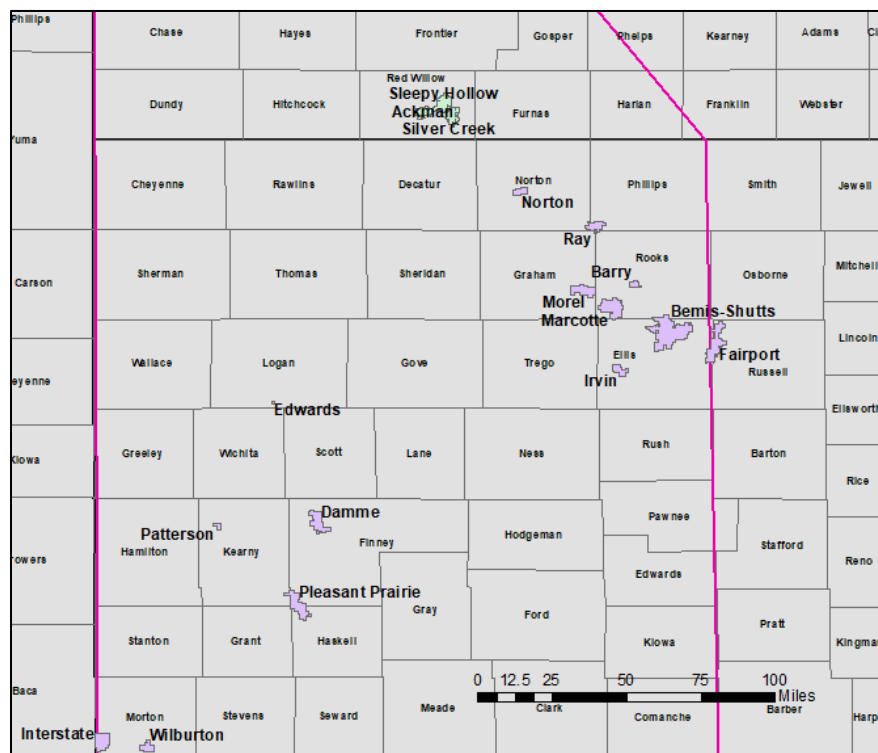 Phillips
Chase
Hayes
Frontier
Gosper
Phelps
Kearney
Adams
Cl
Red Willow
Sleepy Hollow
Dundy
Hitchcock
Ackman
Furnas
Harlan
Franklin
Webster
Silver Creek
Yuma
Cheyenne
Rawlins
Decatur
Norton
Norton
Phillips
Smith
Jewell
Ray
Carson
Sherman
Thomas
Sheridan
Graham
Rooks
Barry
Osborne
Mitchell
Morel
Marcotte
Bemis-Shutts
Lincoln
Wallace
Logan
Gove
Trego
Ellis
Fairport
Russell
eyenne
Irvin
Edwards
Ellsworth
Kiowa
Greeley
Wichita
Scott
Lane
Ness
Rush
Barton
Rice
Damme
Pawnee
Patterson
Finney
Hodgeman
Stafford
Hamilton
Kearny
rowers
Reno
Edwards
Pleasant Prairie
Gray
Ford
Pratt
Stanton
Grant
Haskell
Kiowa
Kingman
0 12.5 25 50 75 100
Miles
Baca
Morton
Stevens
Seward
Meade
Clark
Comanche
Barber
Harp
Interstate
Wilburton